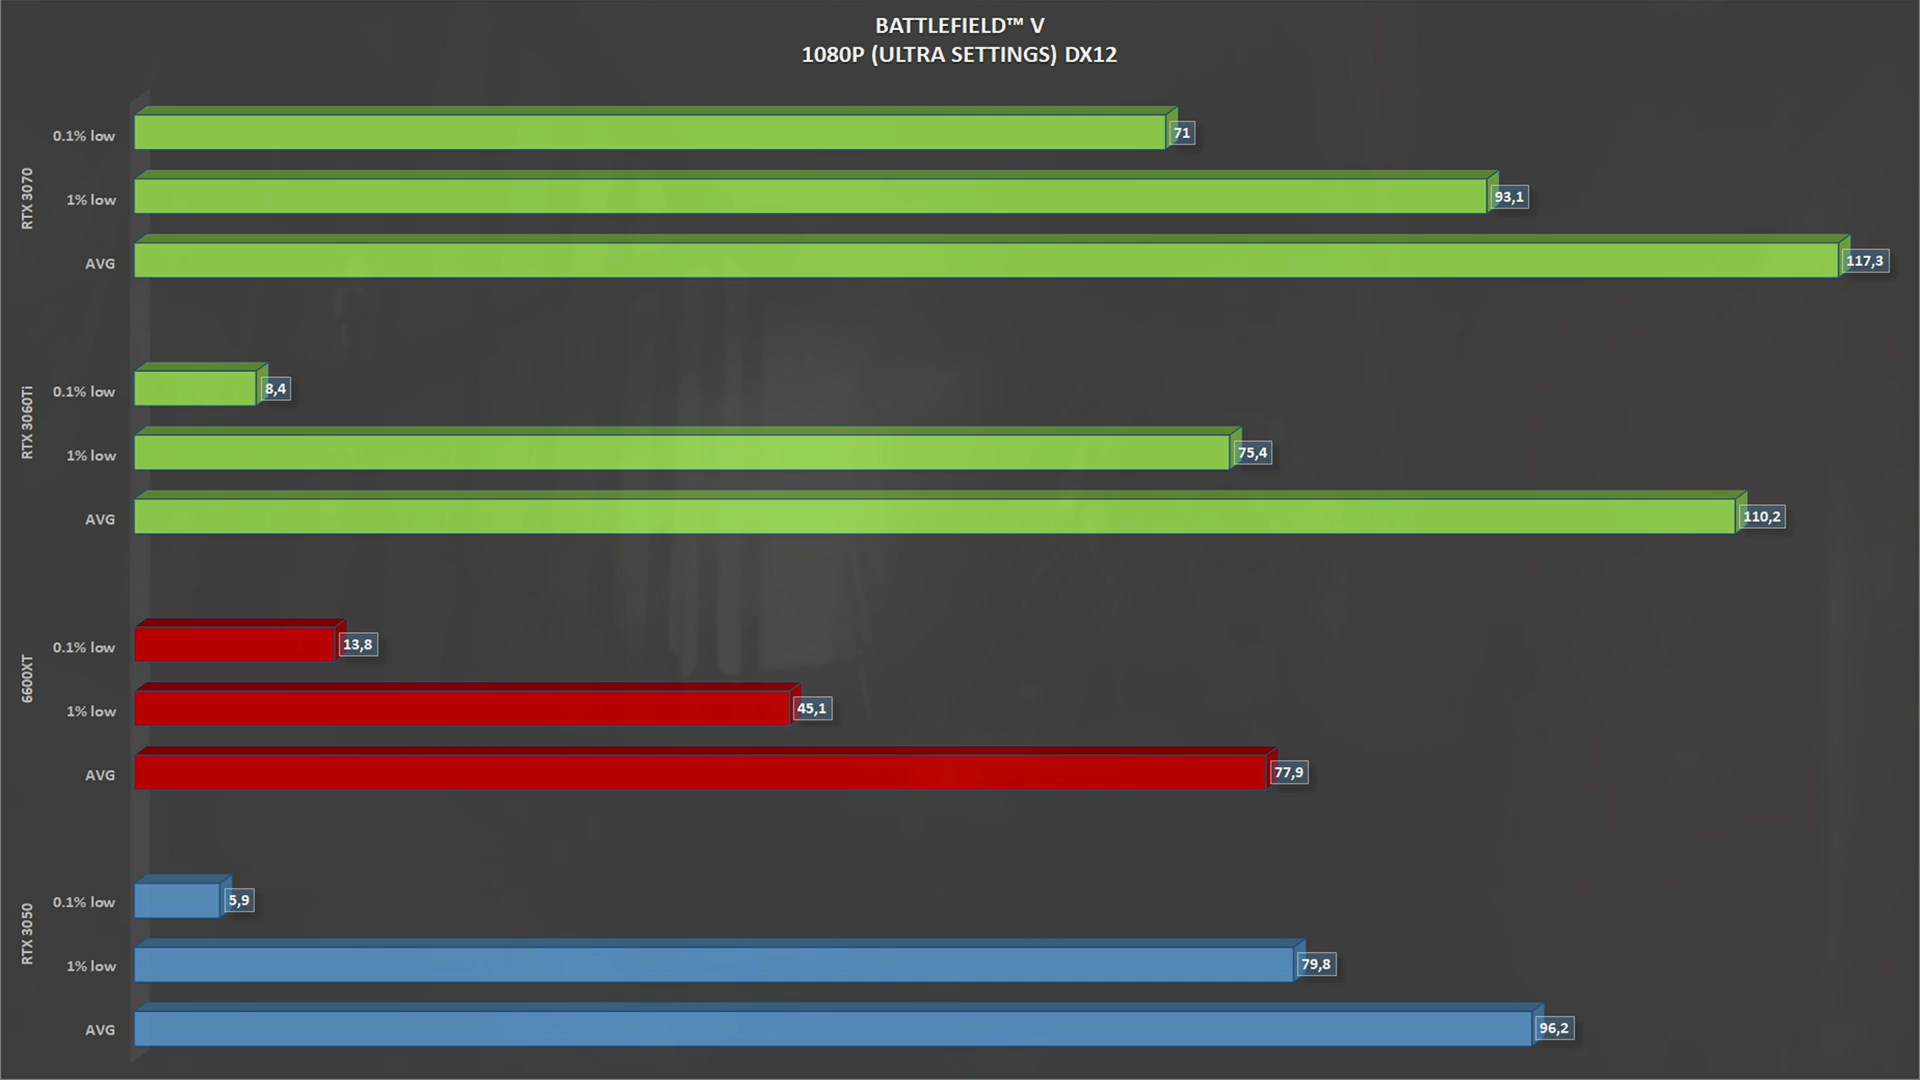 BATTLEFIELD™ V
1080P (ULTRA SETTINGS) DX12
RTX 3070
0.1% low 71
1% low 93,1
AVG 117,3
RTX 3060Ti
0.1% low 8,4
1% low 75,4
AVG 110,2
6600XT
0.1% low 13,8
1% low 45,1
AVG 77,9
RTX 3050
0.1% low 5,9
1% low 79,8
AVG 96,2